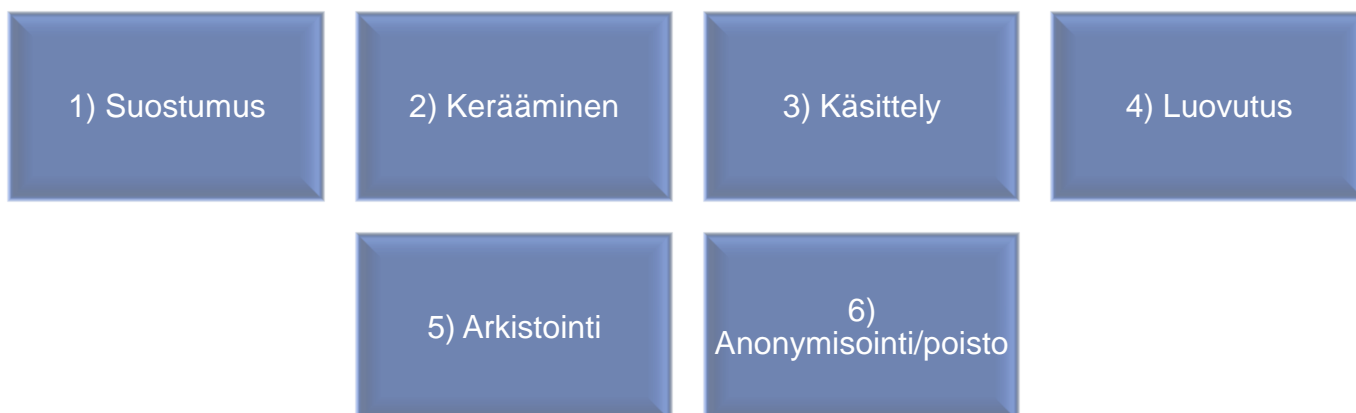 1) Suostumus
2) Kerääminen
3) Käsittely
4) Luovutus
5) Arkistointi
6)
Anonymisointi/poisto